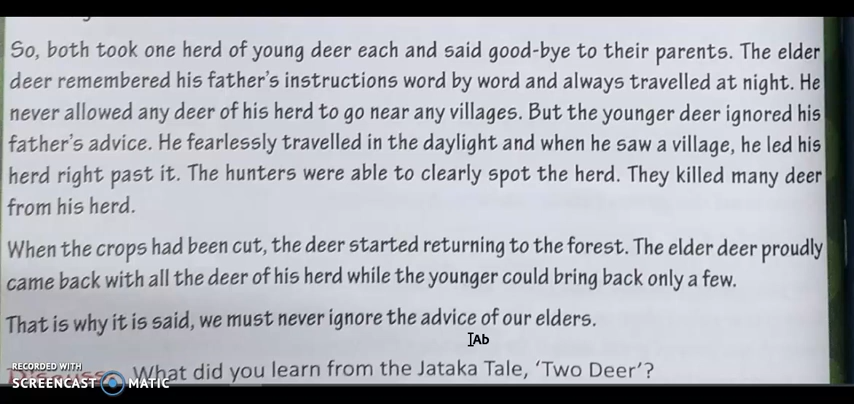 So, both took one herd of young deer each and said good-bye to their parents. The elder
deer remembered his father's instructions word by word and always travelled at night. He
never allowed any deer of his herd to go near any villages. But the younger deer ignored his
father's advice. He fearlessly travelled in the daylight and when he saw a village, he led his
herd right past it. The hunters were able to clearly spot the herd. They killed many deer
from his herd.
When the crops had been cut, the deer started returning to the forest. The elder deer proudly
came back with all the deer of his herd while the younger could bring back only a few.
That is why it is said, we must never ignore the advice of our elders.
Ab
RECORDED WITH
Discuss What did you learn from the Jataka Tale, 'Two Deer'?
SCREENCAST MATIC